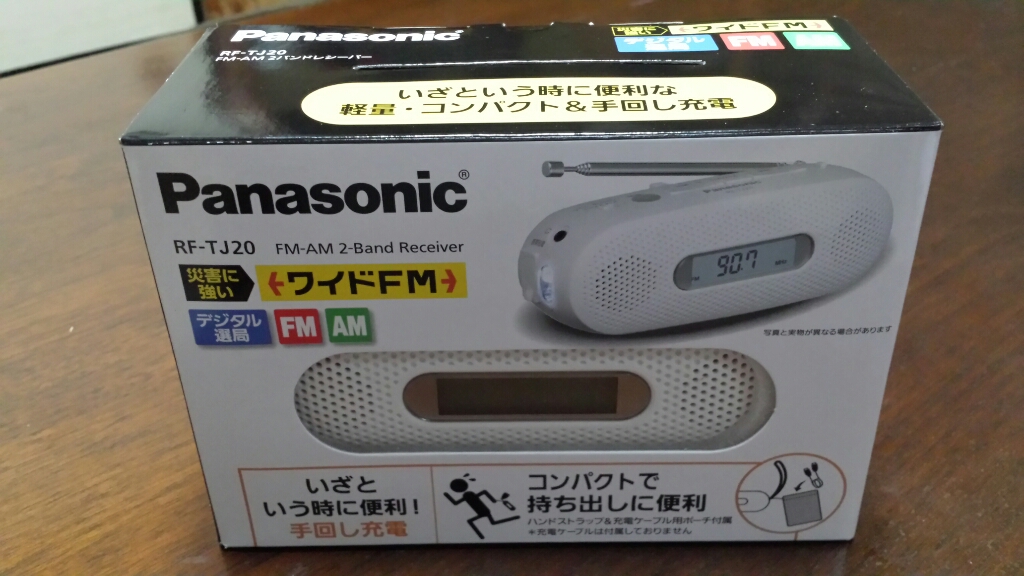 Panasonic
RF-TJ20
FM-AM 2バンドレシーバー
ワイドFM
デジタル
FM
いざという時に便利な
軽量・コンパクト&手回し充電
Panasonic®
RF-TJ20 FM-AM 2-Band Receiver
災害に
強い
ワイドFM
デジタル
選局
FM
AM
Panasonic
FM 90.7 MHz
写真と実物が異なる場合があります
いざと
いう時に便利!
手回し充電
コンパクトで
持ち出しに便利
ハンドストラップ&充電ケーブル用ポーチ付属
*充電ケーブルは付属しておりません